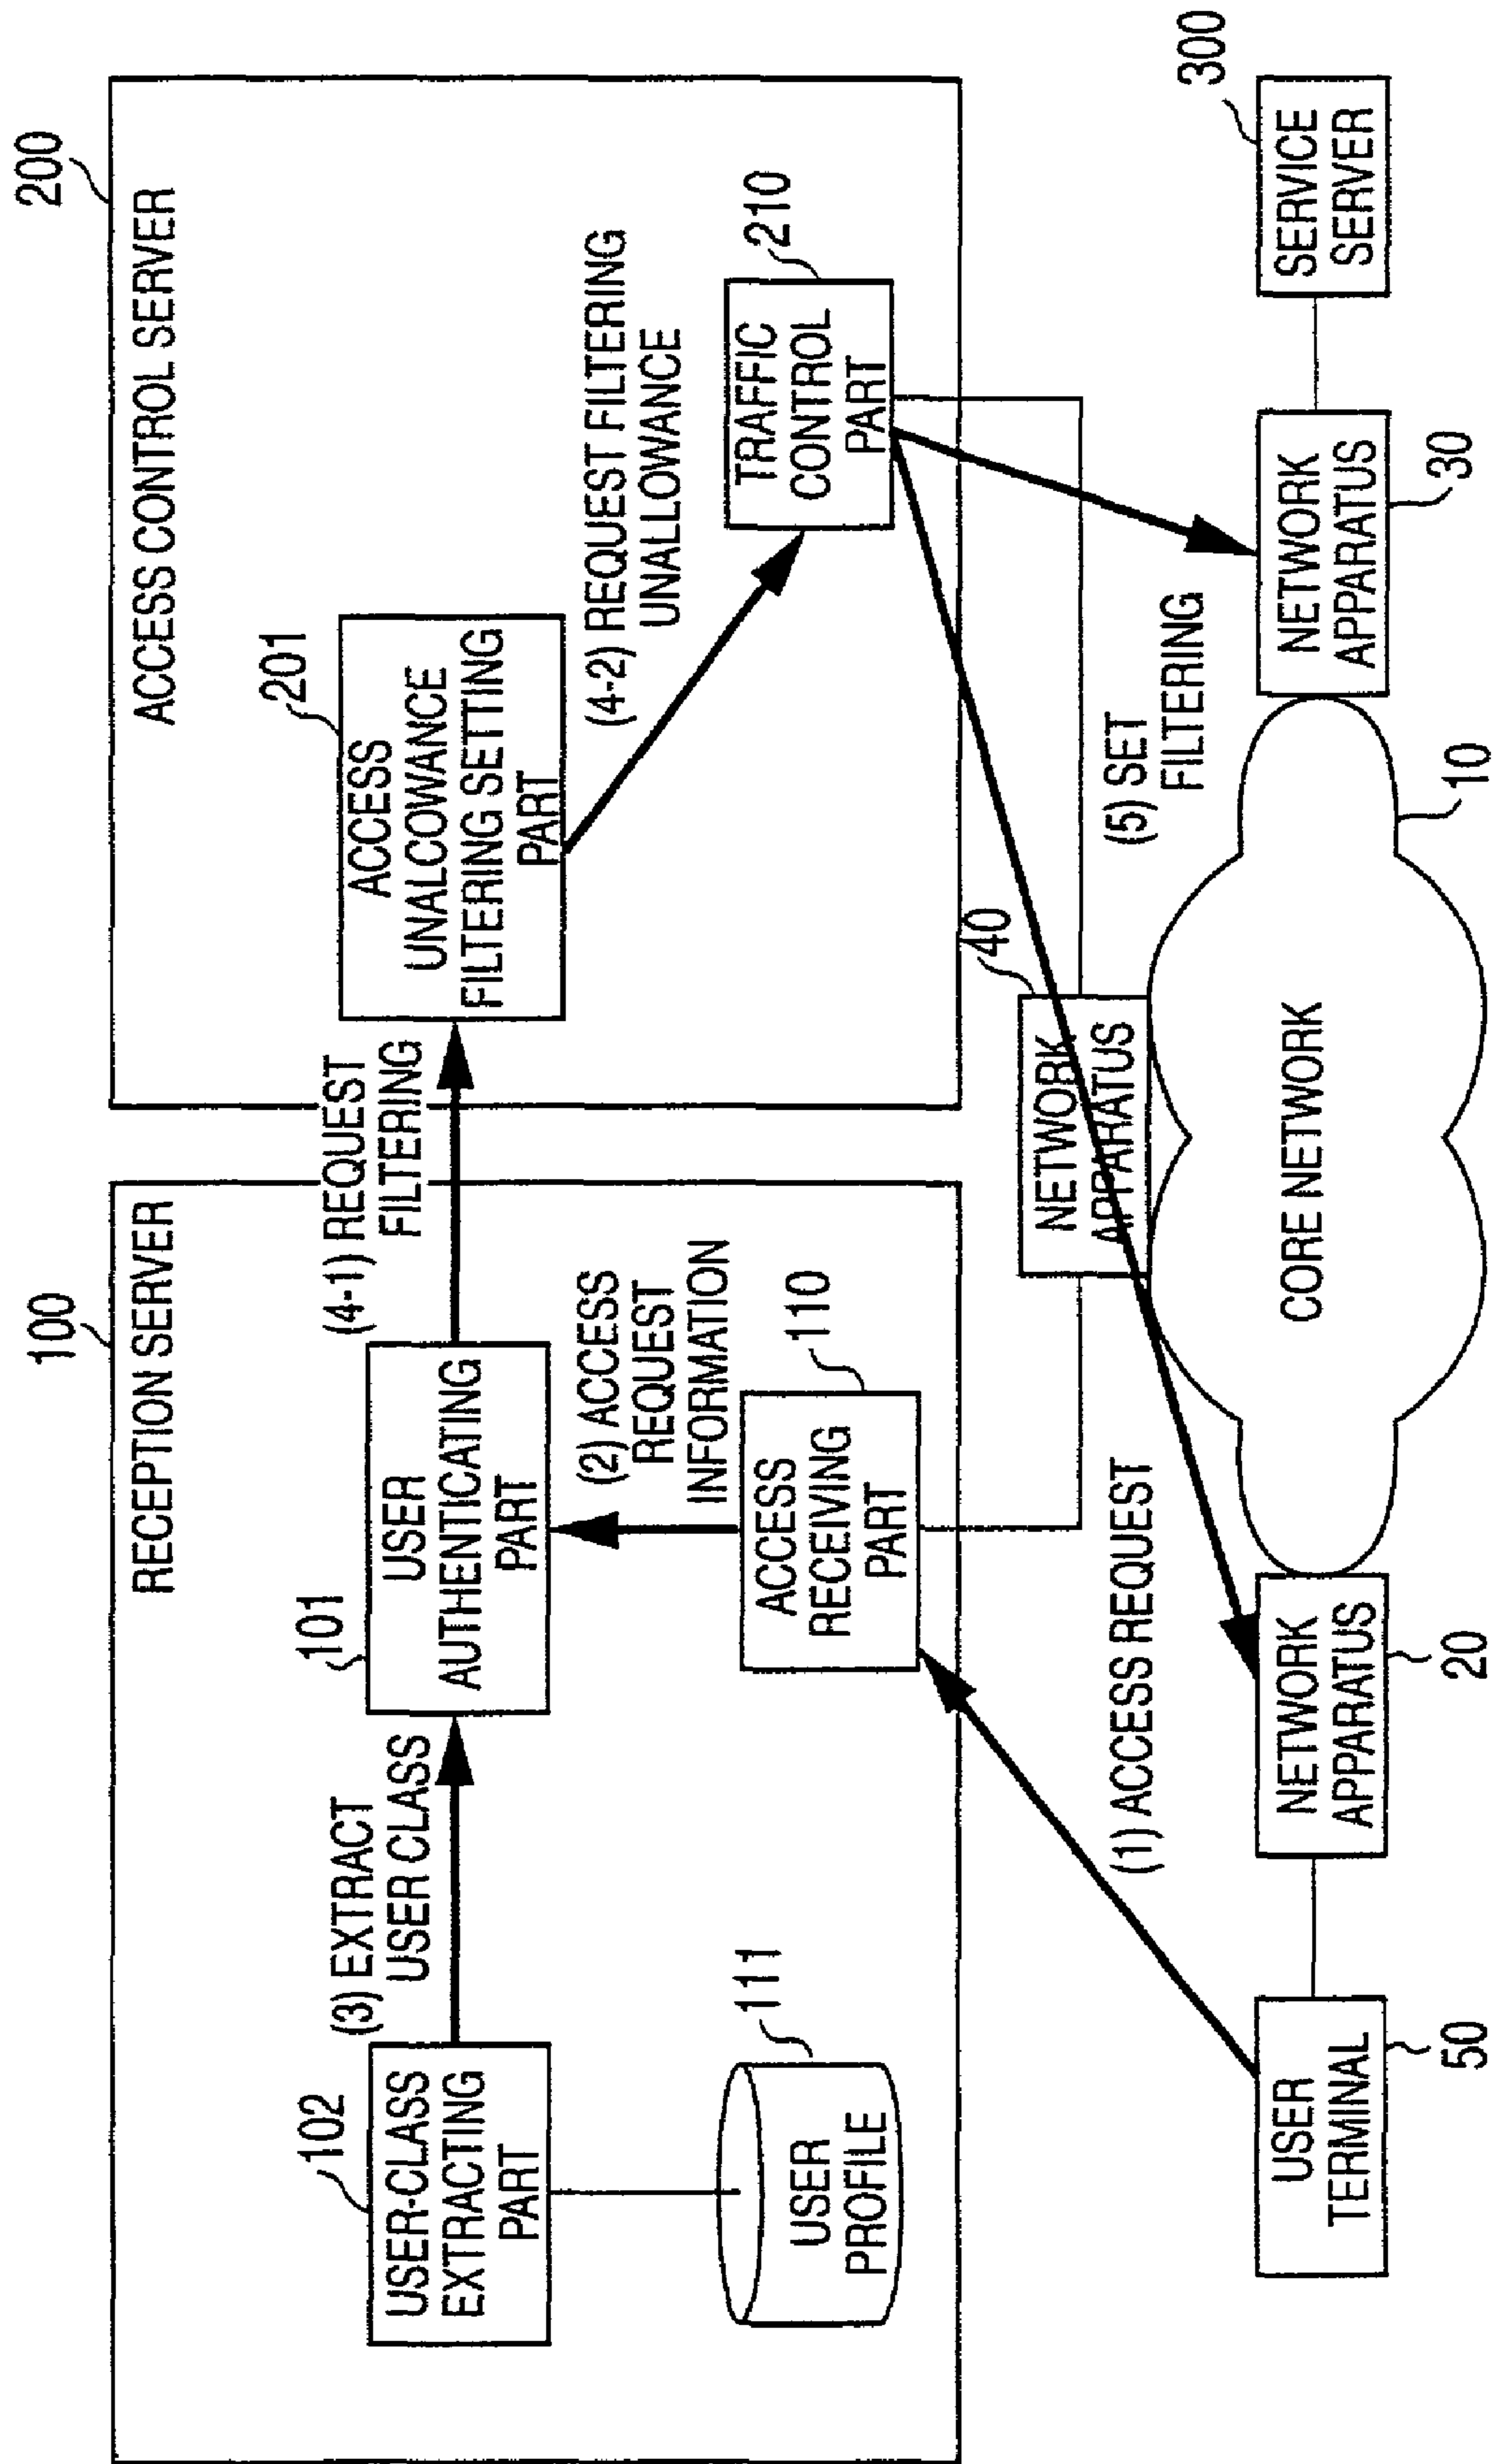 100
RECEPTION SERVER
102
USER-CLASS
EXTRACTING
PART
(3) EXTRACT
USER CLASS
101
USER
AUTHENTICATING
PART
(4-1) REQUEST
FILTERING
111
USER
PROFILE
(2) ACCESS
REQUEST
INFORMATION
110
ACCESS
RECEIVING
PART
200
ACCESS CONTROL SERVER
201
ACCESS
UNALCOWANCE
FILTERING SETTING
PART
(4-2) REQUEST FILTERING
UNALLOWANCE
210
TRAFFIC
CONTROL
PART
(1) ACCESS REQUEST
40
NETWORK
APPARATUS
(5) SET
FILTERING
USER
TERMINAL
50
NETWORK
APPARATUS
20
CORE NETWORK
10
NETWORK
APPARATUS
30
SERVICE
SERVER
300